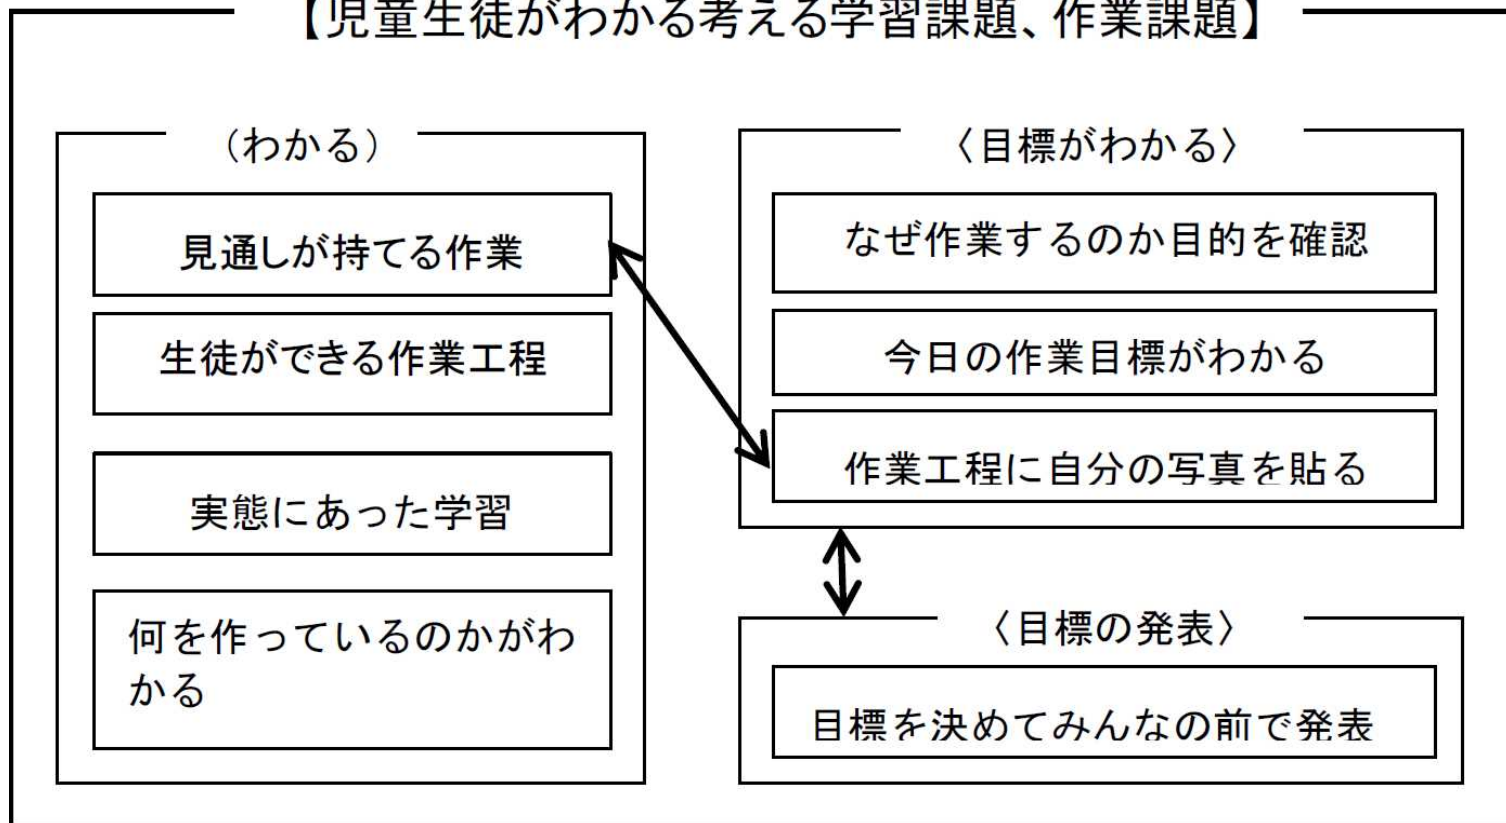 【児童生徒がわかる考える学習課題、作業課題】
（わかる）
見通しが持てる作業
生徒ができる作業工程
実態にあった学習
何を作っているのかがわ
かる
〈目標がわかる〉
なぜ作業するのか目的を確認
今日の作業目標がわかる
作業工程に自分の写真を貼る
〈目標の発表〉
目標を決めてみんなの前で発表